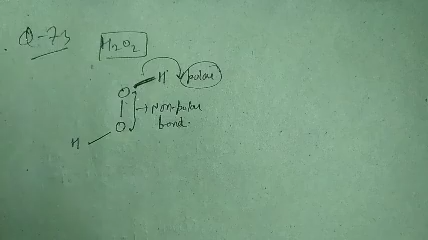 Q-73
H2O2
H polar
O
→ Non-polar
bond.
O
H